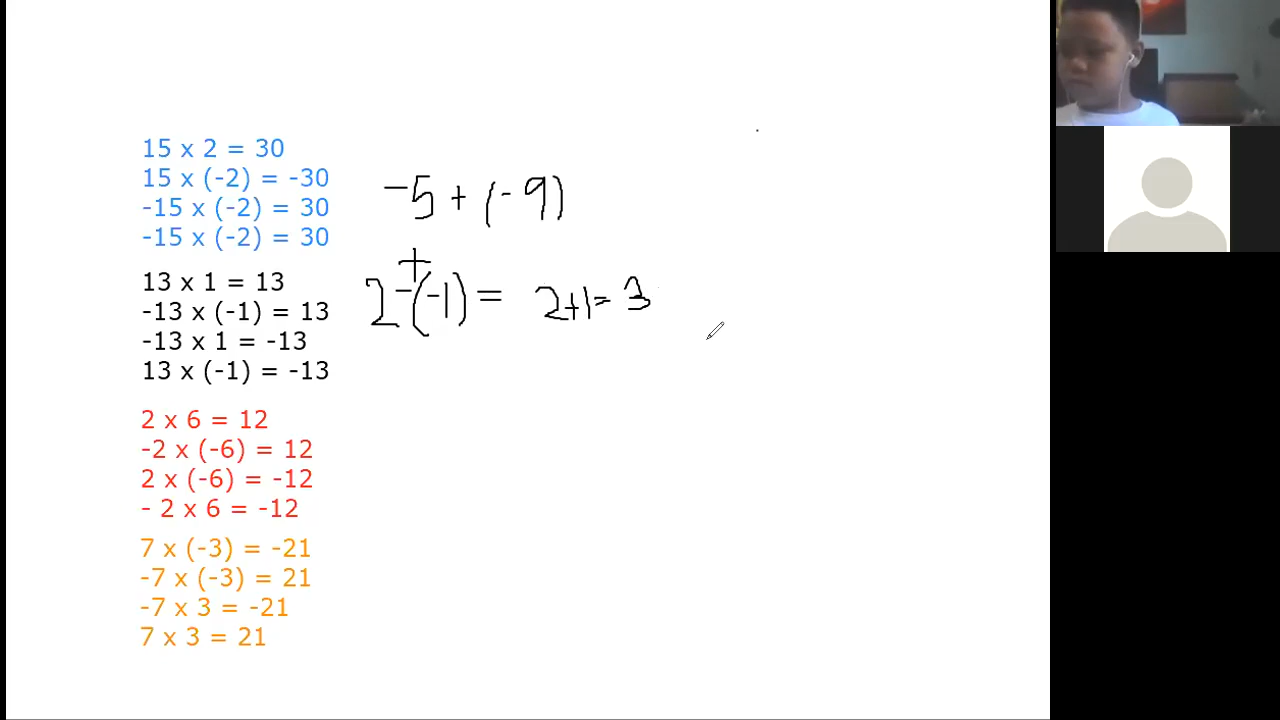 15 x 2 = 30
15 x (-2) = -30
-15 x (-2) = 30
-15 x (-2) = 30
13 x 1 = 13
-13 x (-1) = 13
-13 x 1 = -13
13 x (-1) = -13
2 x 6 = 12
-2 x (-6) = 12
2 x (-6) = -12
- 2 x 6 = -12
7 x (-3) = -21
-7 x (-3) = 21
-7 x 3 = -21
7 x 3 = 21
-5 + (-9)
+
2 - (-1) = 2+1= 3